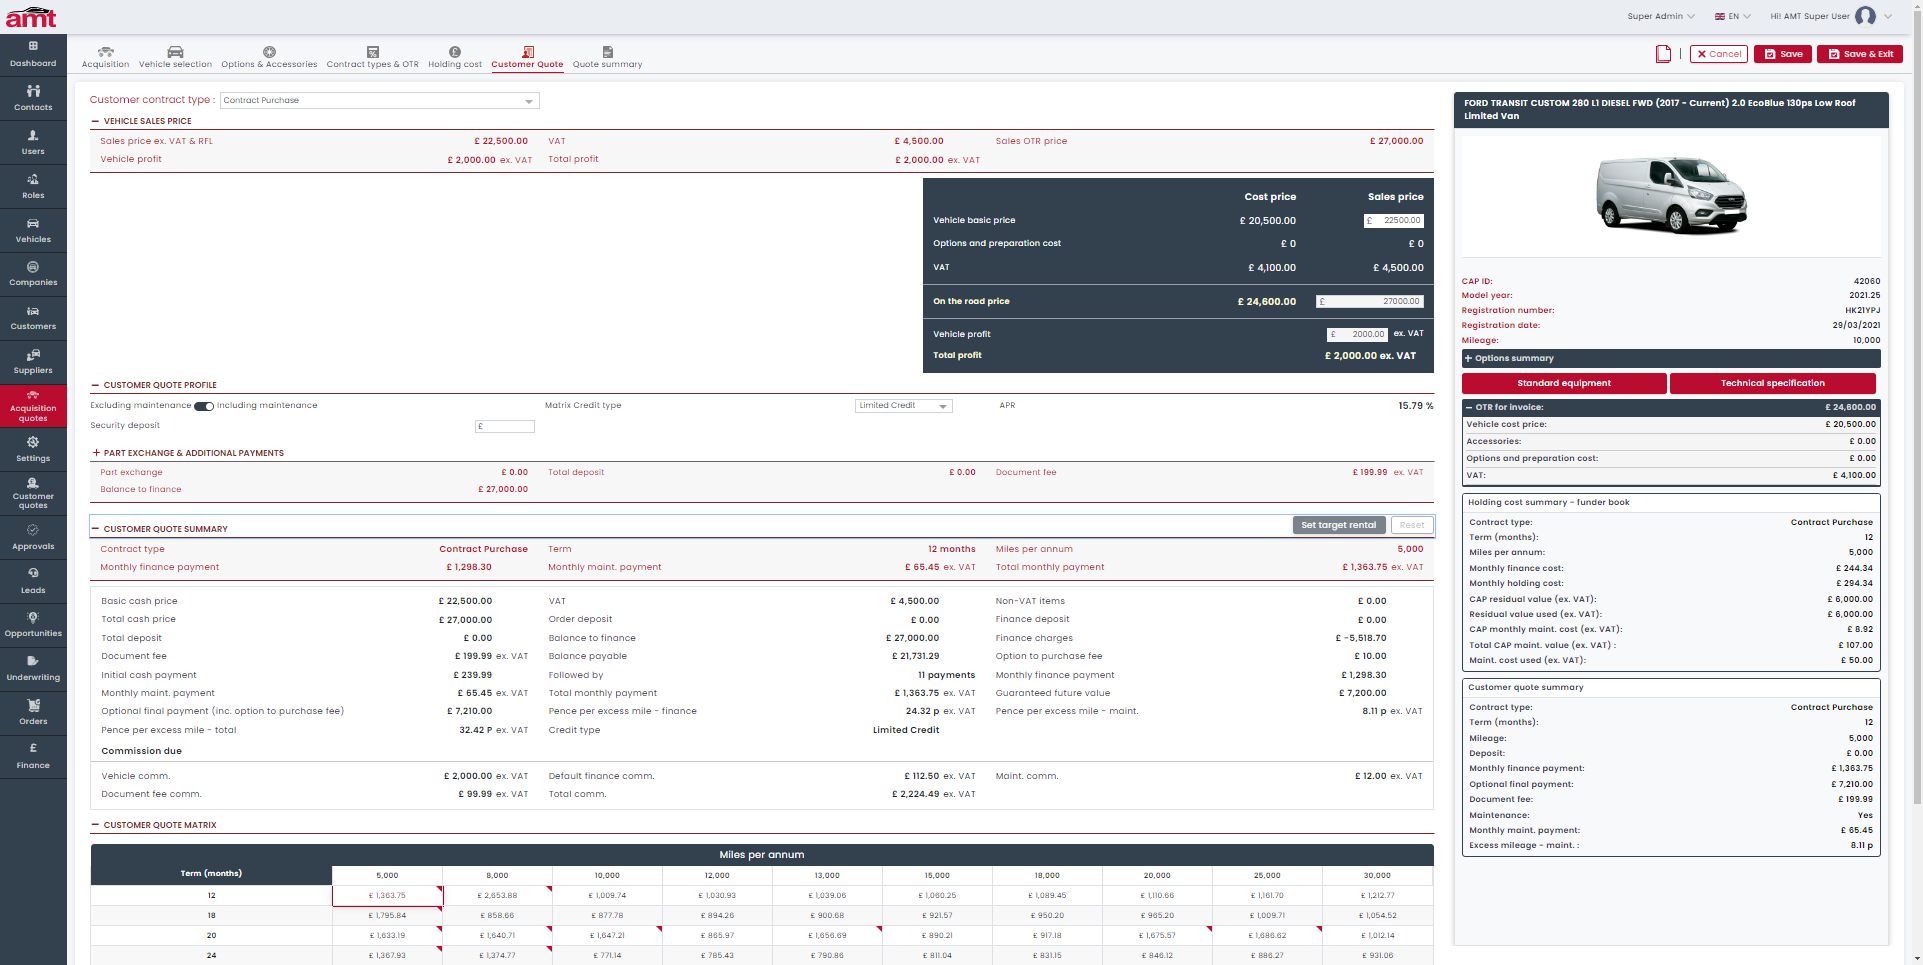 amt
Super Admin
EN
Hi! AMT Super User
Dashboard
Contacts
Users
Roles
Vehicles
Companies
Customers
Suppliers
Acquisition
quotes
Settings
Customer
quotes
Approvals
Leads
Opportunities
Underwriting
Orders
Finance
Acquisition Vehicle selection Options & Accessories Contract types & OTR Holding cost Customer Quote Quote summary
Cancel Save Save & Exit
Customer contract type : Contract Purchase
VEHICLE SALES PRICE
Sales price ex. VAT & RFL £ 22,500.00 VAT £ 4,500.00 Sales OTR price £ 27,000.00
Vehicle profit £ 2,000.00 ex. VAT Total profit £ 2,000.00 ex. VAT
Cost price Sales price
Vehicle basic price £ 20,500.00 £ 22500.00
Options and preparation cost £ 0 £ 0
VAT £ 4,100.00 £ 4,500.00
On the road price £ 24,600.00 £ 27000.00
Vehicle profit £ 2000.00 ex. VAT
Total profit £ 2,000.00 ex. VAT
CUSTOMER QUOTE PROFILE
Excluding maintenance Including maintenance Matrix Credit type Limited Credit APR 15.79 %
Security deposit £
PART EXCHANGE & ADDITIONAL PAYMENTS
Part exchange £ 0.00 Total deposit £ 0.00 Document fee £ 199.99 ex. VAT
Balance to finance £ 27,000.00
CUSTOMER QUOTE SUMMARY Set target rental Reset
Contract type Contract Purchase Term 12 months Miles per annum 5,000
Monthly finance payment £ 1,298.30 Monthly maint. payment £ 65.45 ex. VAT Total monthly payment £ 1,363.75 ex. VAT
Basic cash price £ 22,500.00 VAT £ 4,500.00 Non-VAT items £ 0.00
Total cash price £ 27,000.00 Order deposit £ 0.00 Finance deposit £ 0.00
Total deposit £ 0.00 Balance to finance £ 27,000.00 Finance charges £ -5,518.70
Document fee £ 199.99 ex. VAT Balance payable £ 21,731.29 Option to purchase fee £ 10.00
Initial cash payment £ 239.99 Followed by 11 payments Monthly finance payment £ 1,298.30
Monthly maint. payment £ 65.45 ex. VAT Total monthly payment £ 1,363.75 ex. VAT Guaranteed future value £ 7,200.00
Optional final payment (inc. option to purchase fee) £ 7,210.00 Pence per excess mile - finance 24.32 p ex. VAT Pence per excess mile - maint. 8.11 p ex. VAT
Pence per excess mile - total 32.42 P ex. VAT Credit type Limited Credit
Commission due
Vehicle comm. £ 2,000.00 ex. VAT Default finance comm. £ 112.50 ex. VAT Maint. comm. £ 12.00 ex. VAT
Document fee comm. £ 99.99 ex. VAT Total comm. £ 2,224.49 ex. VAT
CUSTOMER QUOTE MATRIX
Miles per annum
Term (months) 5,000 8,000 10,000 12,000 13,000 15,000 18,000 20,000 25,000 30,000
12 £ 1,363.75 £ 2,653.88 £ 1,009.74 £ 1,030.93 £ 1,039.06 £ 1,060.25 £ 1,089.45 £ 1,110.66 £ 1,161.70 £ 1,212.77
18 £ 1,795.84 £ 858.66 £ 877.78 £ 894.26 £ 900.68 £ 921.57 £ 950.20 £ 965.20 £ 1,009.71 £ 1,054.52
20 £ 1,633.19 £ 1,640.71 £ 1,647.21 £ 865.97 £ 1,656.69 £ 890.21 £ 917.18 £ 1,675.57 £ 1,686.62 £ 1,012.14
24 £ 1,367.93 £ 1,374.77 £ 771.14 £ 785.43 £ 790.86 £ 811.04 £ 831.15 £ 846.12 £ 886.27 £ 931.06
FORD TRANSIT CUSTOM 280 L1 DIESEL FWD (2017 - Current) 2.0 EcoBlue 130ps Low Roof
Limited Van
CAP ID: 42060
Model year: 2021.25
Registration number: HK21YPJ
Registration date: 29/03/2021
Mileage: 10,000
Options summary
Standard equipment Technical specification
OTR for invoice: £ 24,600.00
Vehicle cost price: £ 20,500.00
Accessories: £ 0.00
Options and preparation cost: £ 0.00
VAT: £ 4,100.00
Holding cost summary - funder book
Contract type: Contract Purchase
Term (months): 12
Miles per annum: 5,000
Monthly finance cost: £ 244.34
Monthly holding cost: £ 294.34
CAP residual value (ex. VAT): £ 6,000.00
Residual value used (ex. VAT): £ 6,000.00
CAP monthly maint. cost (ex. VAT): £ 8.92
Total CAP maint. value (ex. VAT) : £ 107.00
Maint. cost used (ex. VAT): £ 50.00
Customer quote summary
Contract type: Contract Purchase
Term (months): 12
Mileage: 5,000
Deposit: £ 0.00
Monthly finance payment: £ 1,363.75
Optional final payment: £ 7,210.00
Document fee: £ 199.99
Maintenance: Yes
Monthly maint. payment: £ 65.45
Excess mileage - maint. : 8.11 p